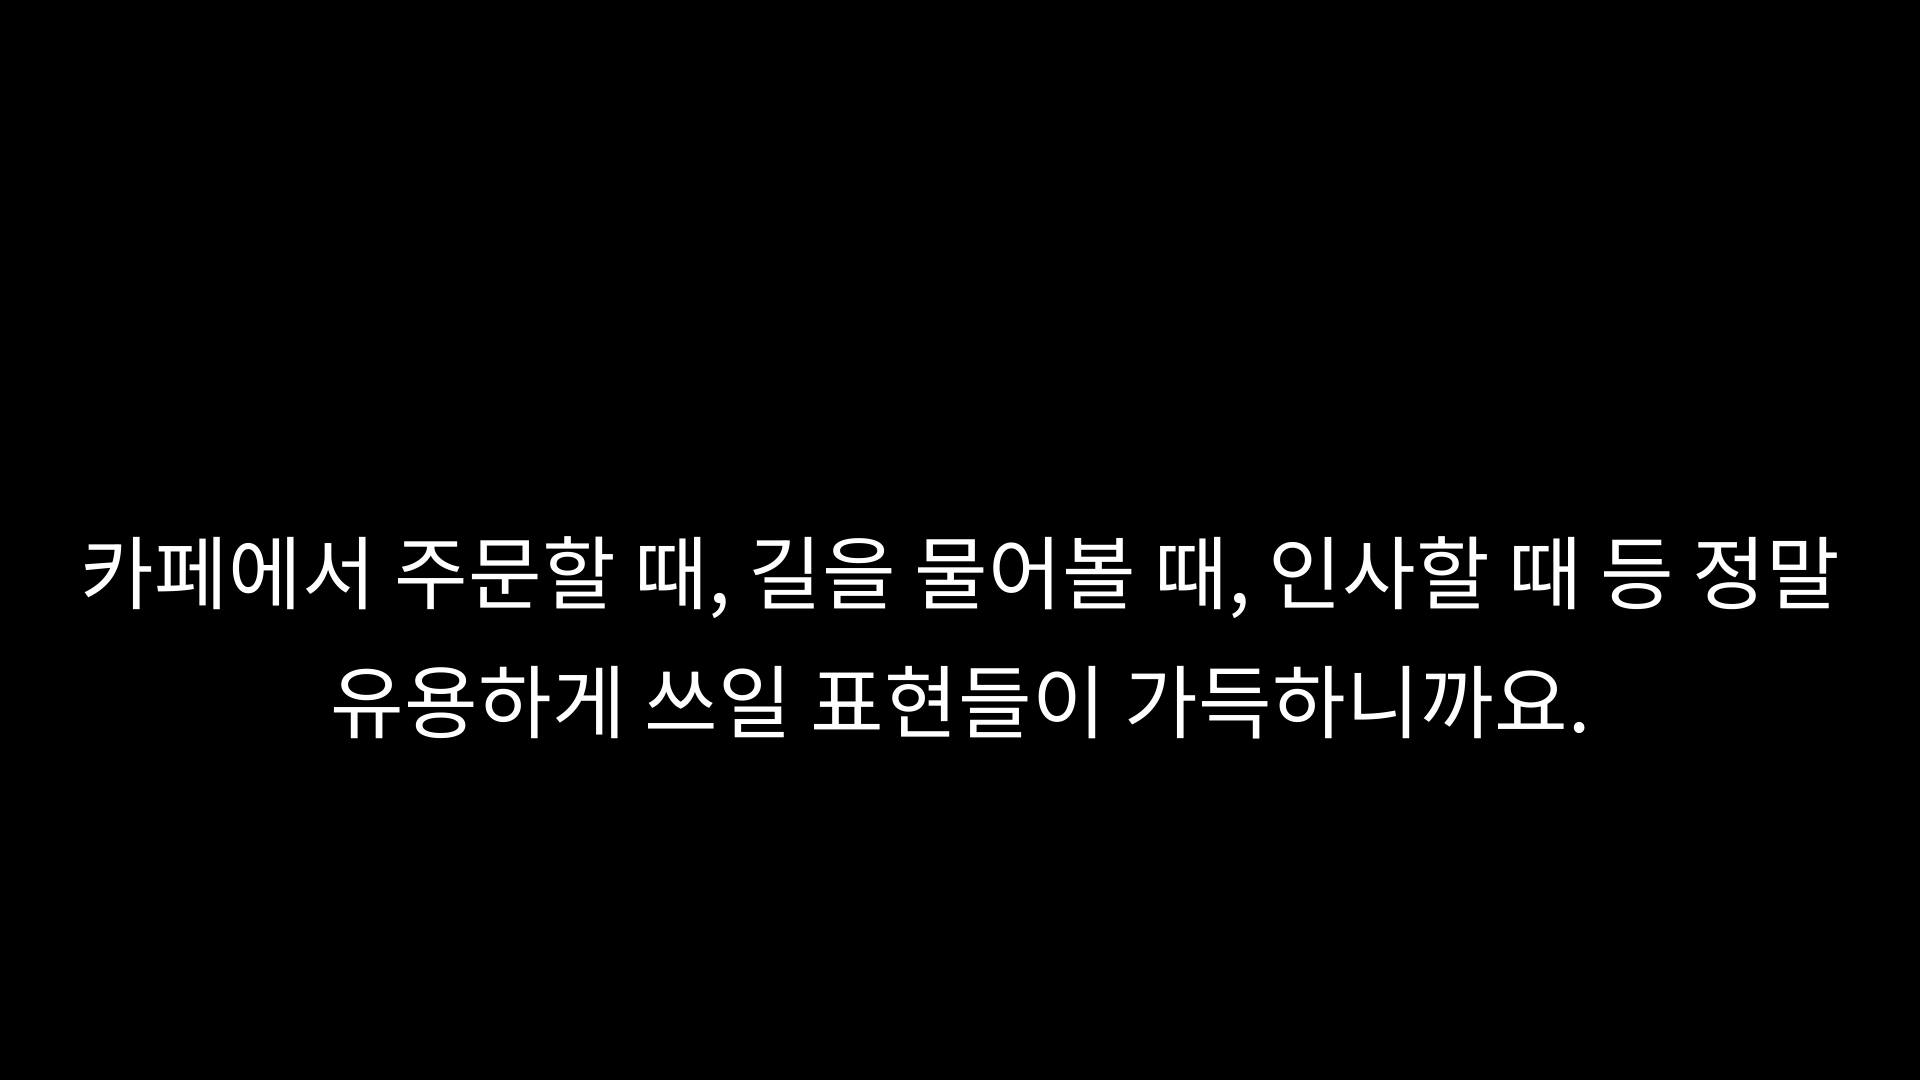 카페에서 주문할 때, 길을 물어볼 때, 인사할 때 등 정말
유용하게 쓰일 표현들이 가득하니까요.